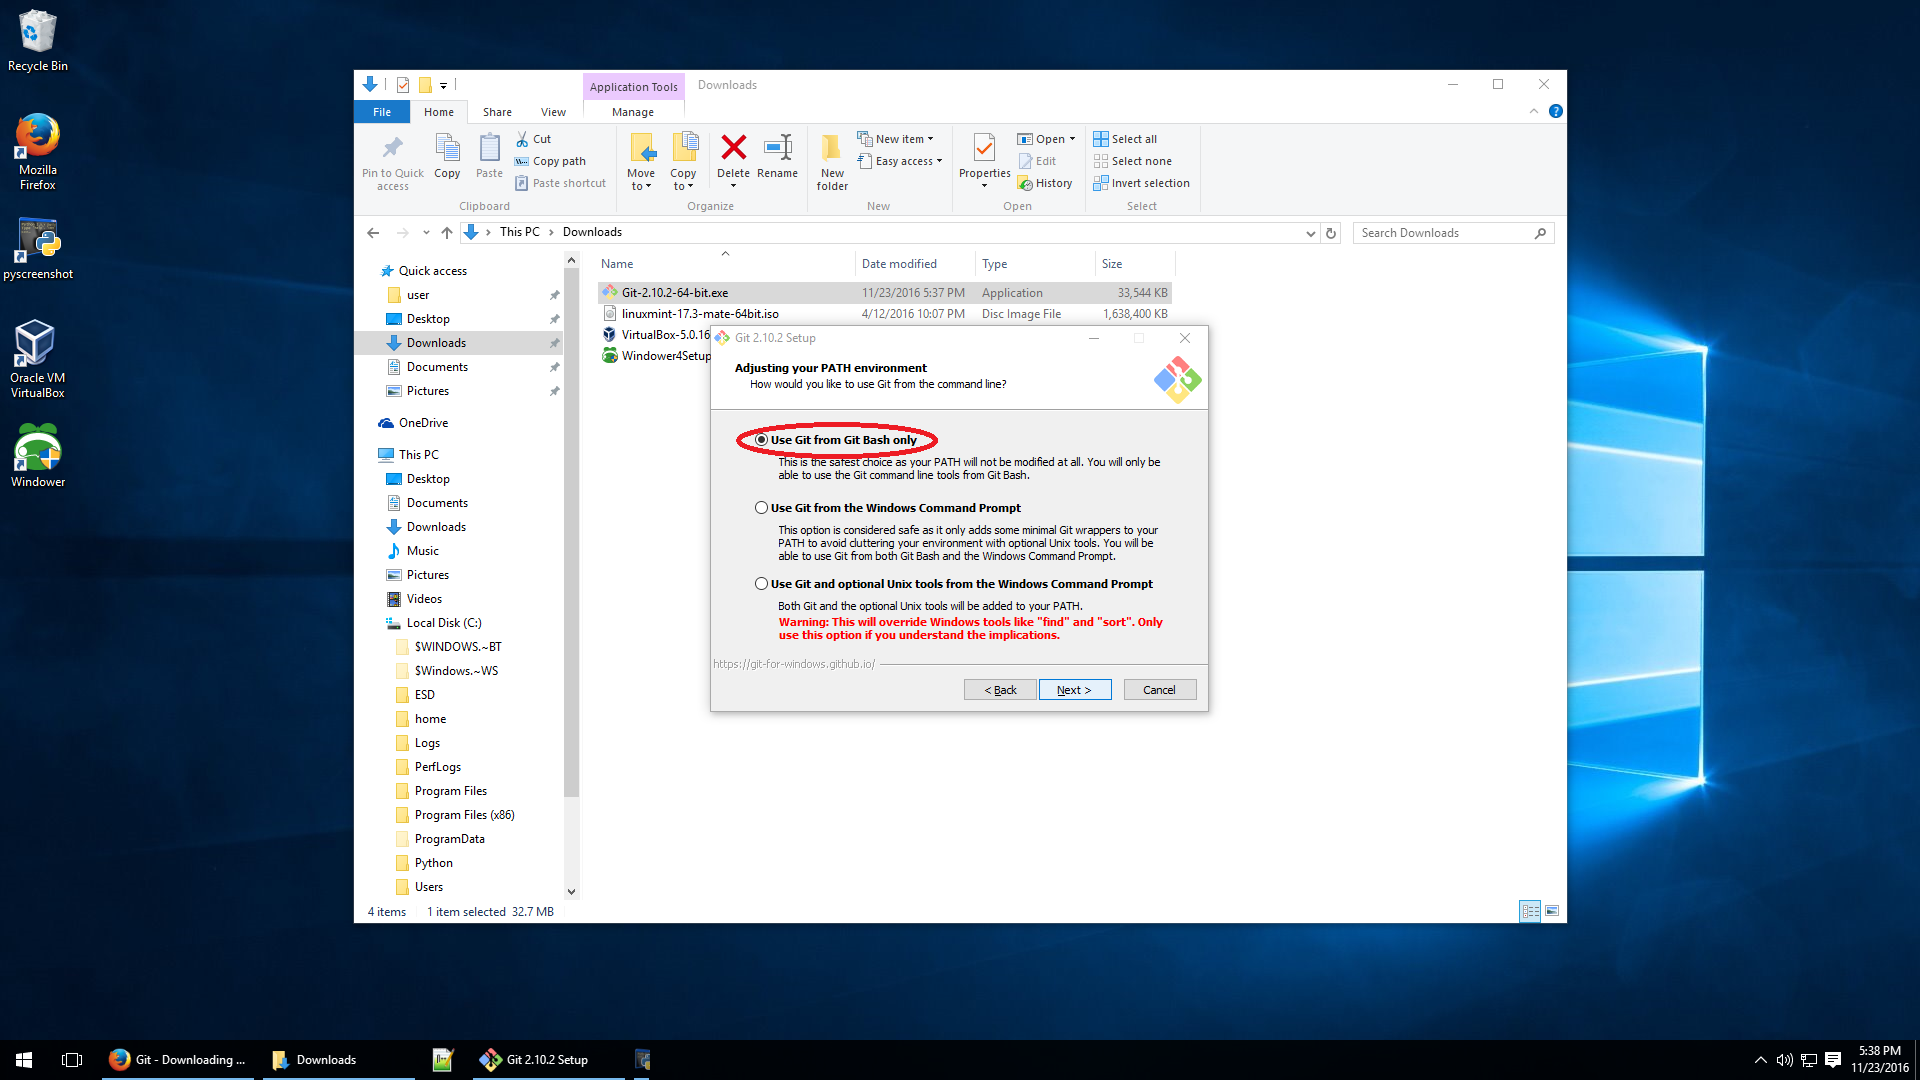 Recycle Bin
Mozilla
Firefox
pyscreenshot
Oracle VM
VirtualBox
Windower
Application Tools
Downloads
File
Home
Share
View
Manage
Pin to Quick
access
Copy
Paste
Cut
Copy path
Paste shortcut
Clipboard
Move
to
Copy
to
Delete
Rename
Organize
New
folder
New item
Easy access
New
Properties
Open
Edit
History
Open
Select all
Select none
Invert selection
Select
This PC
Downloads
Search Downloads
Quick access
user
Desktop
Downloads
Documents
Pictures
OneDrive
This PC
Desktop
Documents
Downloads
Music
Pictures
Videos
Local Disk (C:)
$WINDOWS.~BT
$Windows.~WS
ESD
home
Logs
PerfLogs
Program Files
Program Files (x86)
ProgramData
Python
Users
Name Date modified Type Size
Git-2.10.2-64-bit.exe 11/23/2016 5:37 PM Application 33,544 KB
linuxmint-17.3-mate-64bit.iso 4/12/2016 10:07 PM Disc Image File 1,638,400 KB
VirtualBox-5.0.16
Windower4Setup
Git 2.10.2 Setup
Adjusting your PATH environment
How would you like to use Git from the command line?
Use Git from Git Bash only
This is the safest choice as your PATH will not be modified at all. You will only be
able to use the Git command line tools from Git Bash.
Use Git from the Windows Command Prompt
This option is considered safe as it only adds some minimal Git wrappers to your
PATH to avoid cluttering your environment with optional Unix tools. You will be
able to use Git from both Git Bash and the Windows Command Prompt.
Use Git and optional Unix tools from the Windows Command Prompt
Both Git and the optional Unix tools will be added to your PATH.
Warning: This will override Windows tools like "find" and "sort". Only
use this option if you understand the implications.
https://git-for-windows.github.io/
< Back
Next >
Cancel
4 items 1 item selected 32.7 MB
Git - Downloading ...
Downloads
Git 2.10.2 Setup
5:38 PM
11/23/2016